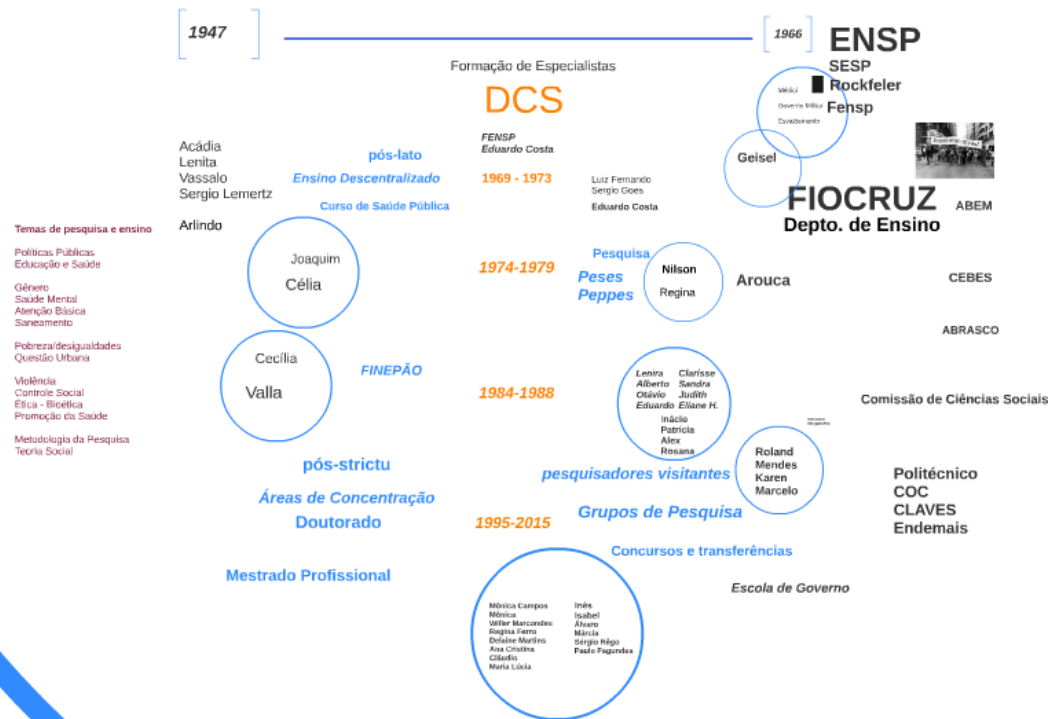 1947
1966
ENSP
SESP
Rockfeler
Fensp
Médici
Governo Militar
Esvaziamento
Formação de Especialistas
DCS
FENSP
Eduardo Costa
Acádia
Lenita
Vassalo
Sergio Lemertz
Arlindo
pós-lato
Ensino Descentralizado
Curso de Saúde Pública
1969 - 1973
Luiz Fernando
Sergio Goes
Eduardo Costa
Geisel
FIOCRUZ
Depto. de Ensino
ABEM
Temas de pesquisa e ensino
Políticas Públicas
Educação e Saúde
Gênero
Saúde Mental
Atenção Básica
Saneamento
Pobreza/desigualdades
Questão Urbana
Violência
Controle Social
Ética - Bioética
Promoção da Saúde
Metodologia da Pesquisa
Teoria Social
Joaquim
Célia
1974-1979
Pesquisa
Peses
Peppes
Nilson
Regina
Arouca
CEBES
ABRASCO
Cecília
Valla
FINEPÃO
1984-1988
Lenira Clarisse
Alberto Sandra
Otávio Judith
Eduardo Eliane H.
Inácio
Patricia
Alex
Rosana
Comissão de Ciências Sociais
Roland
Mendes
Karen
Marcelo
pós-strictu
Áreas de Concentração
Doutorado
1995-2015
pesquisadores visitantes
Grupos de Pesquisa
Concursos e transferências
Politécnico
COC
CLAVES
Endemais
Mestrado Profissional
Escola de Governo
Mônica Campos
Mônica
Willer Marcondes
Regina Ferro
Delaine Martins
Ana Cristina
Cláudio
Maria Lúcia
Inês
Isabel
Álvaro
Márcia
Sérgio Rêgo
Paulo Fagundes